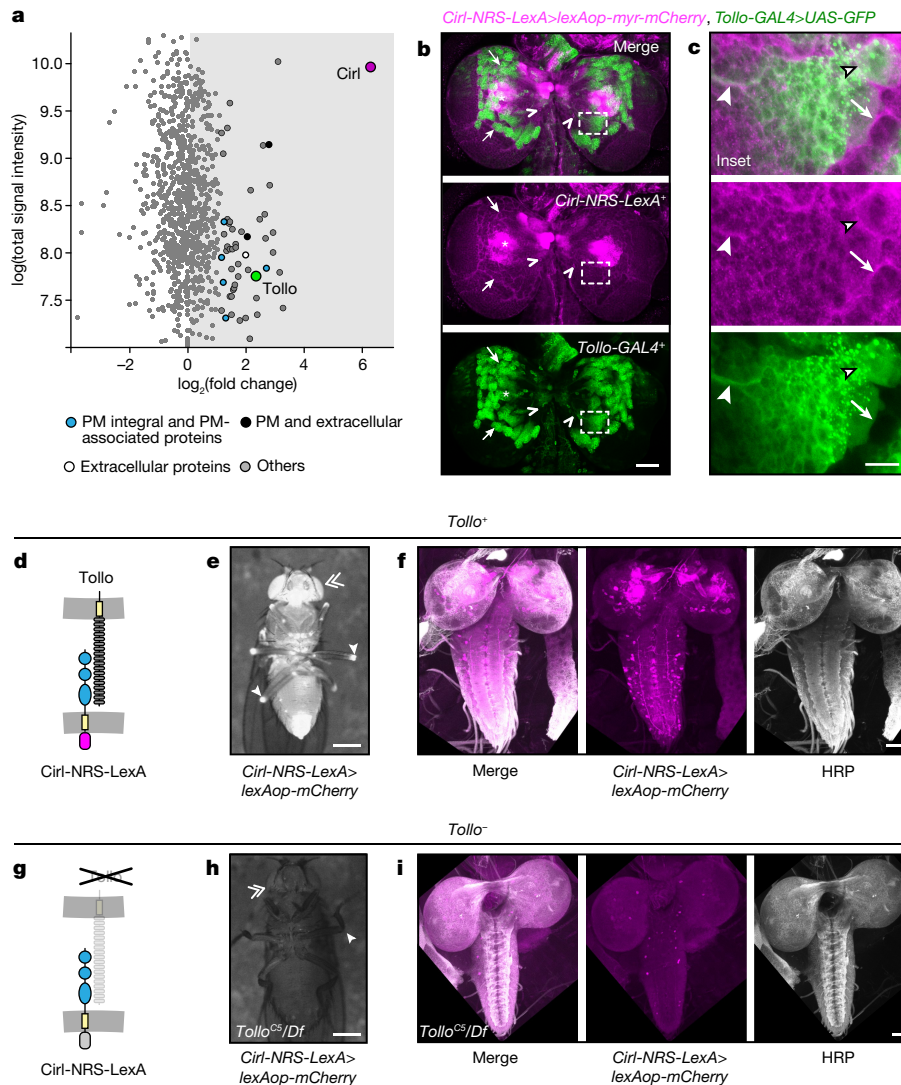 a
log(total signal intensity)
10.0
9.5
9.0
8.5
8.0
7.5
Cirl
Tollo
−2
0
2
4
6
log2(fold change)
PM integral and PM-
associated proteins
PM and extracellular
Extracellular proteins
Others
Cirl-NRS-LexA>lexAop-myr-mCherry, Tollo-GAL4>UAS-GFP
b
Merge
Cirl-NRS-LexA+
Tollo-GAL4+
c
Inset
Tollo+
d
Tollo
Cirl-NRS-LexA
e
Cirl-NRS-LexA>
lexAop-mCherry
f
Merge
Cirl-NRS-LexA>
lexAop-mCherry
HRP
Tollo−
g
Cirl-NRS-LexA
h
TolloC5/Df
Cirl-NRS-LexA>
lexAop-mCherry
i
TolloC5/Df
Merge
Cirl-NRS-LexA>
lexAop-mCherry
HRP